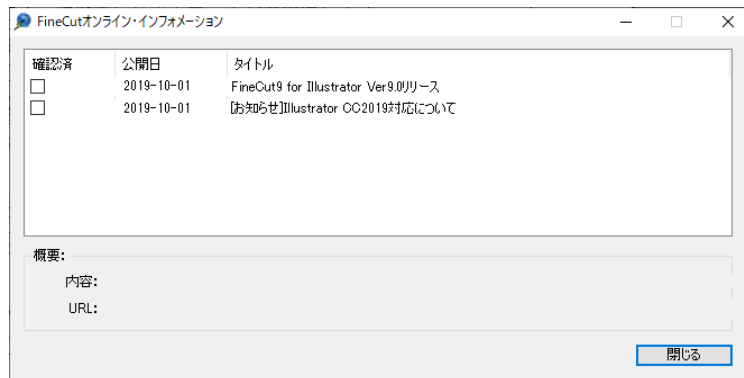 FineCutオンライン・インフォメーション
確認済 公開日 タイトル
2019-10-01 FineCut9 for Illustrator Ver9.0リリース
2019-10-01 [お知らせ]Illustrator CC2019対応について
概要:
内容:
URL:
閉じる